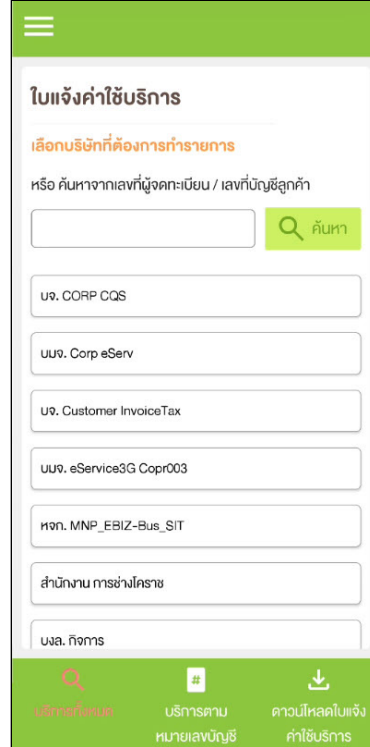 ใบแจ้งค่าใช้บริการ
เลือกบริษัทที่ต้องการทำรายการ
หรือ ค้นหาจากเลขที่ผู้จดทะเบียน / เลขที่บัญชีลูกค้า
ค้นหา
บจ. CORP CQS
บมจ. Corp eServ
บจ. Customer InvoiceTax
บมจ. eService3G Copr003
หจก. MNP_EBIZ-Bus_SIT
สำนักงาน การช่างโคราช
บงล. กิจการ
บริการทั้งหมด
#
บริการตาม
หมายเลขบัญชี
ดาวน์โหลดใบแจ้ง
ค่าใช้บริการ